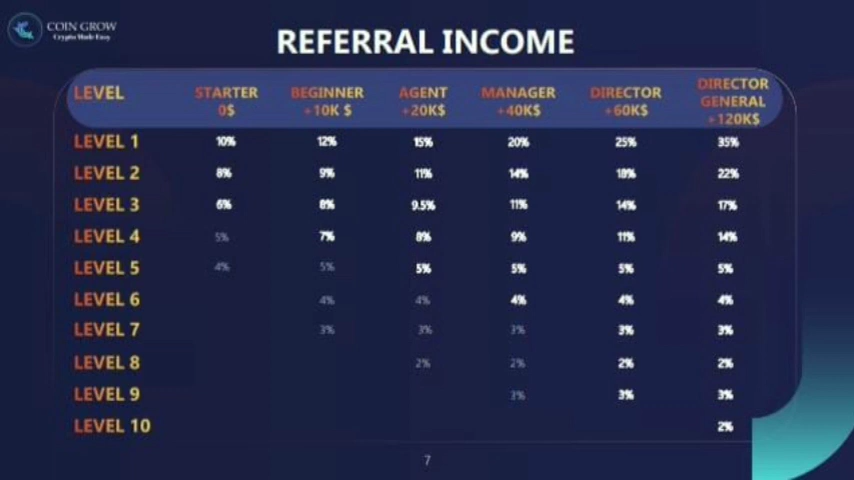 COIN GROW
Crypto Made Easy
REFERRAL INCOME
LEVEL STARTER 0$ BEGINNER +10K $ AGENT +20K$ MANAGER +40K$ DIRECTOR +60K$ DIRECTOR GENERAL +120K$
LEVEL 1 10% 12% 15% 20% 25% 35%
LEVEL 2 8% 9% 11% 14% 18% 22%
LEVEL 3 6% 8% 9.5% 11% 14% 17%
LEVEL 4 5% 7% 8% 9% 11% 14%
LEVEL 5 4% 5% 5% 5% 5% 5%
LEVEL 6 4% 4% 4% 4% 4%
LEVEL 7 3% 3% 3% 3% 3%
LEVEL 8 2% 2% 2% 2%
LEVEL 9 3% 3% 3%
LEVEL 10 2%
7